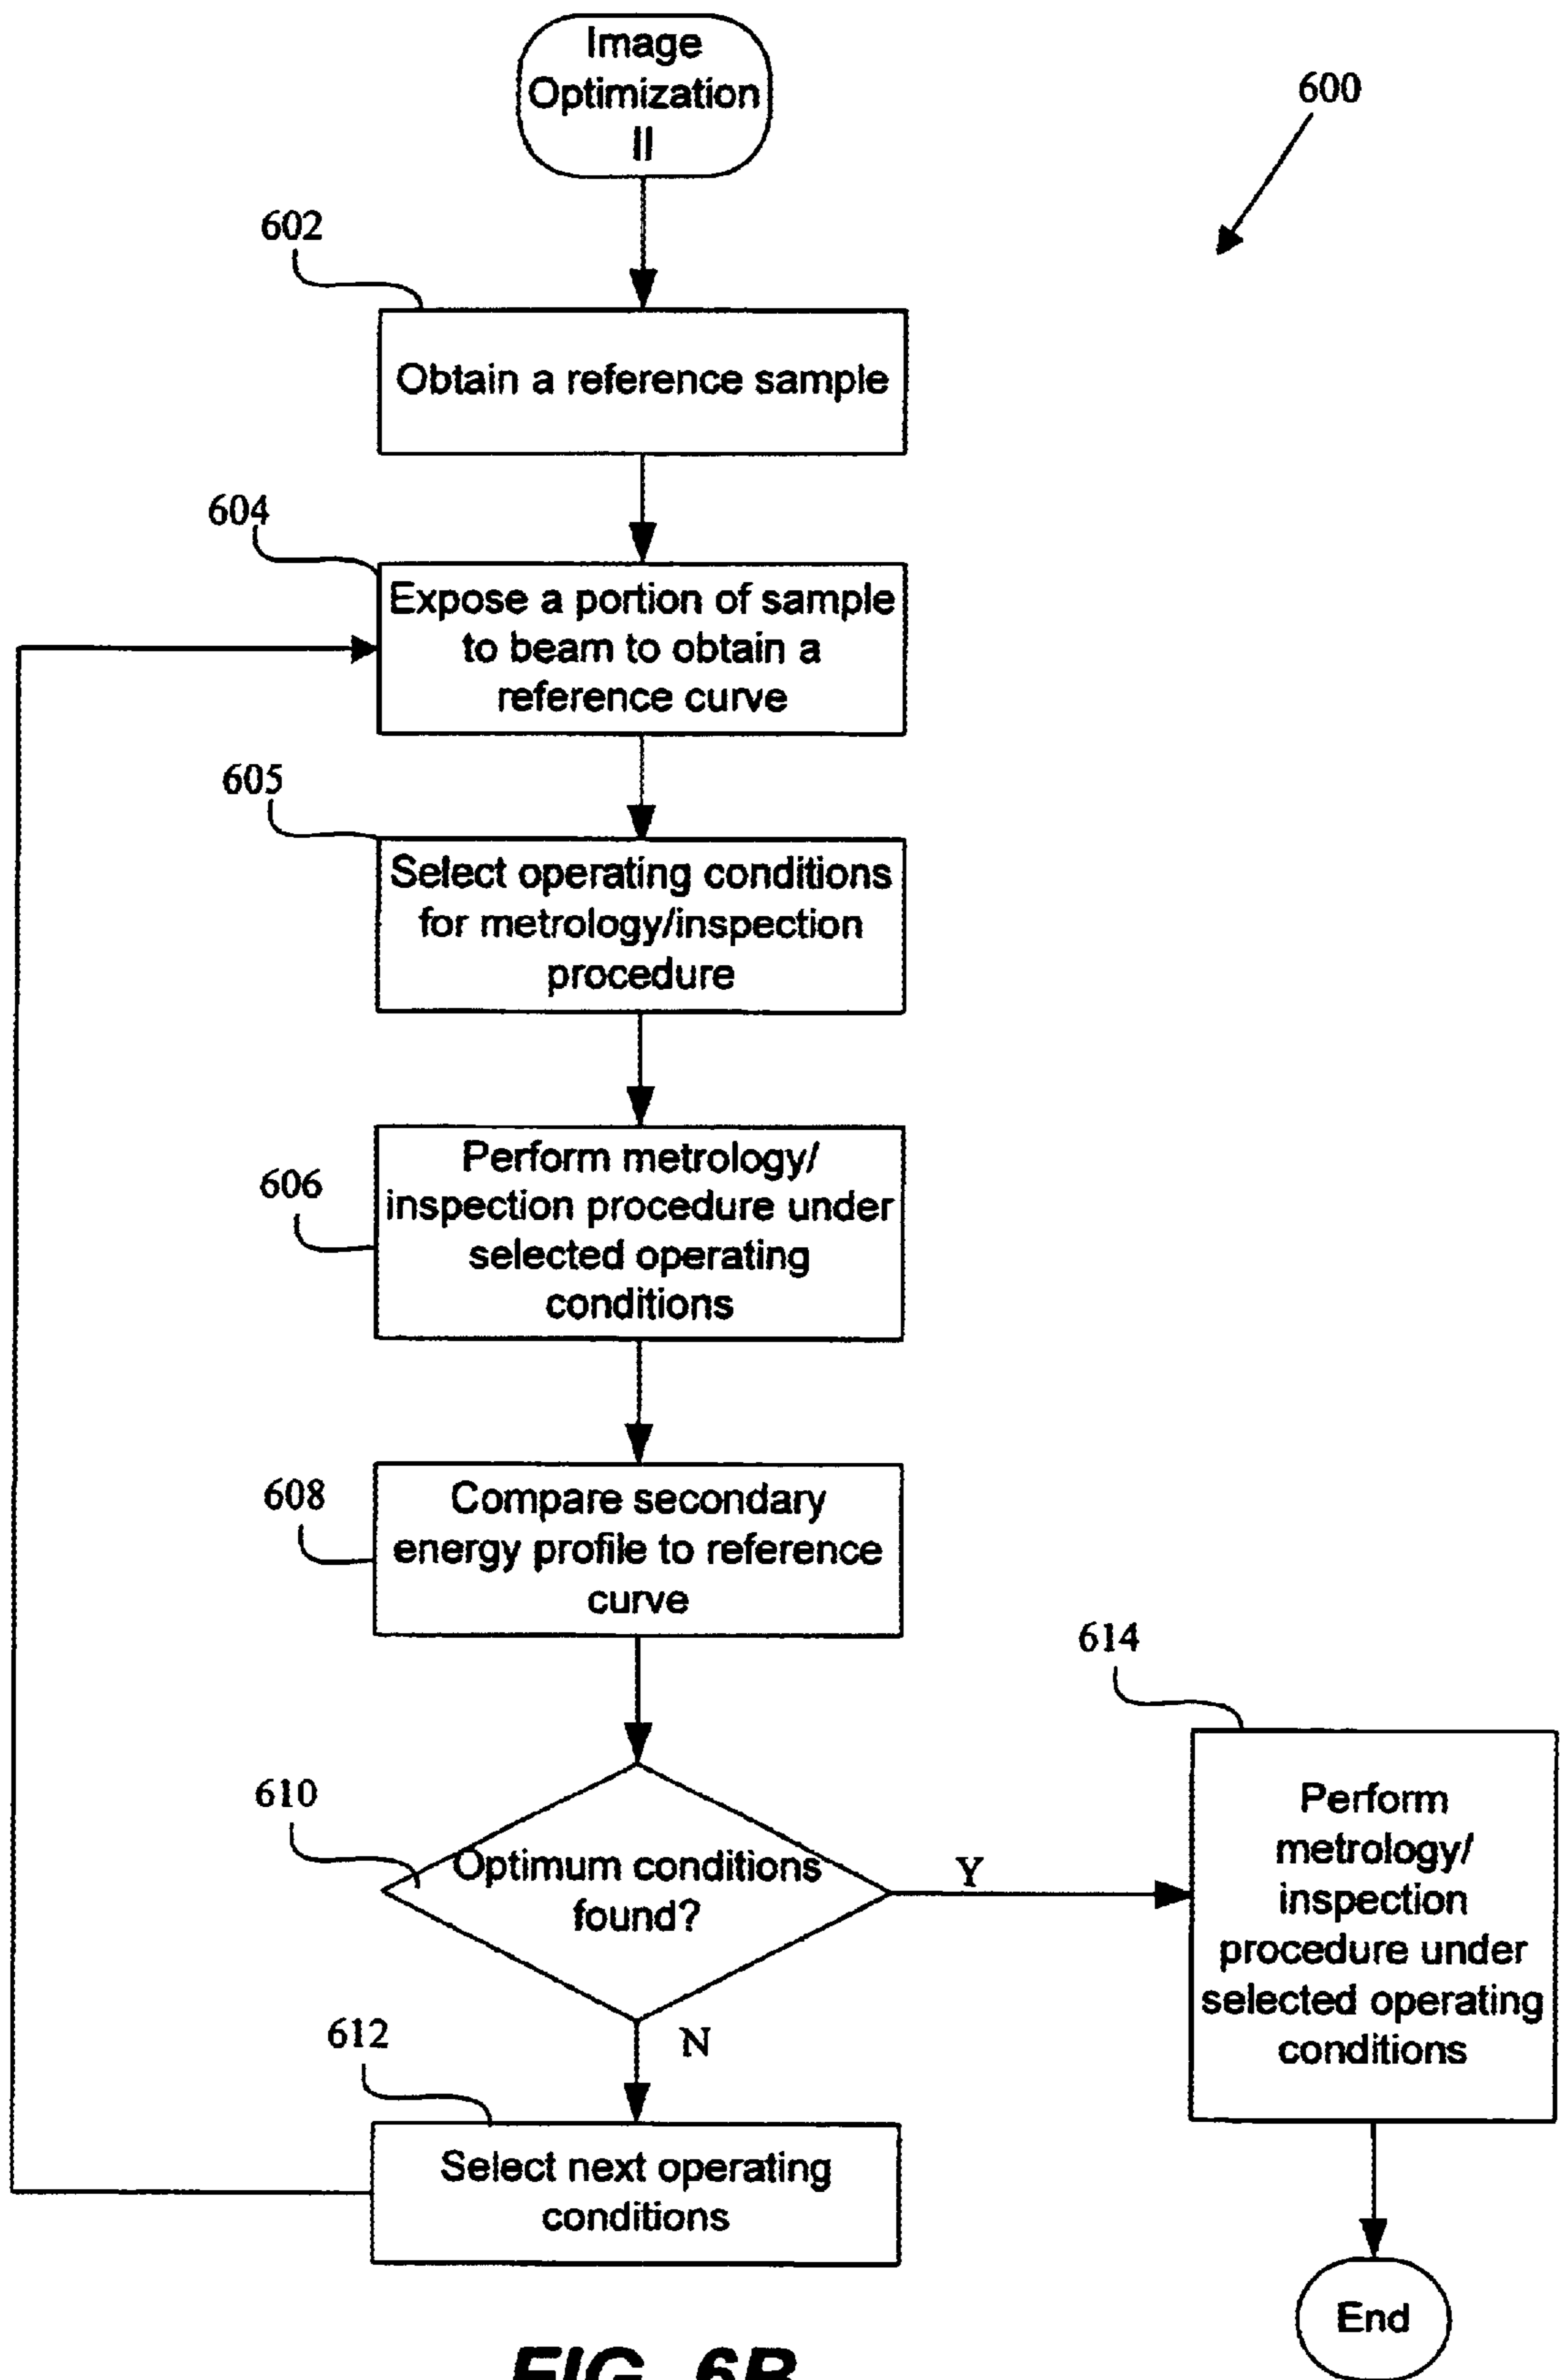 Image
Optimization
II
600
602
Obtain a reference sample
604
Expose a portion of sample
to beam to obtain a
reference curve
605
Select operating conditions
for metrology/inspection
procedure
606
Perform metrology/
inspection procedure under
selected operating
conditions
608
Compare secondary
energy profile to reference
curve
610
Optimum conditions
found?
Y
614
Perform
metrology/
inspection
procedure under
selected operating
conditions
N
612
Select next operating
conditions
End
FIG. 6B